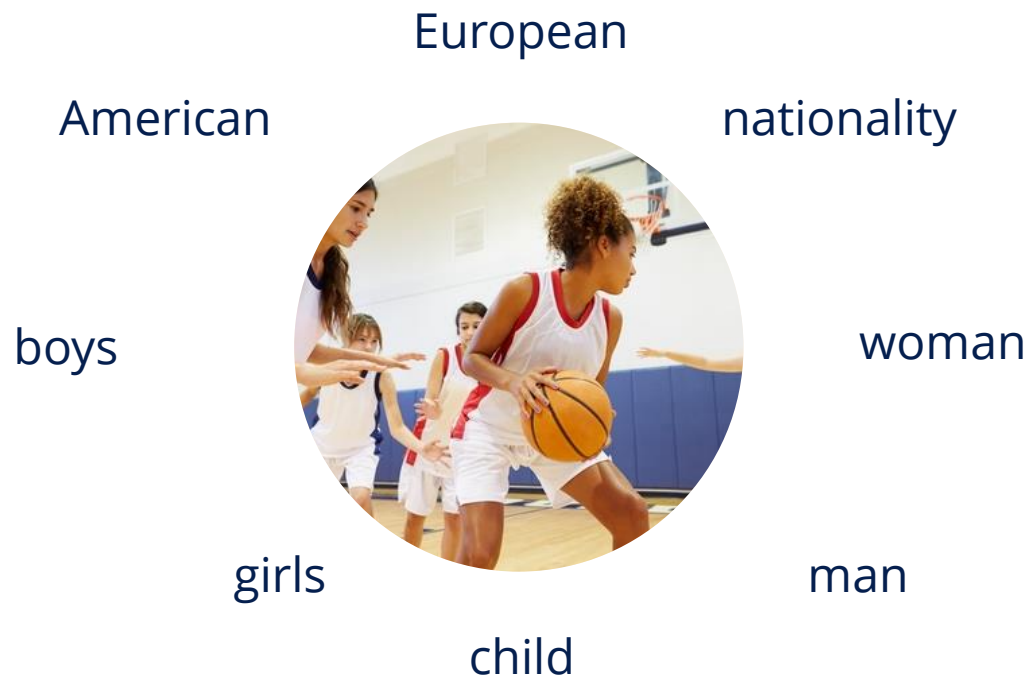 European
American
nationality
boys
woman
girls
man
child